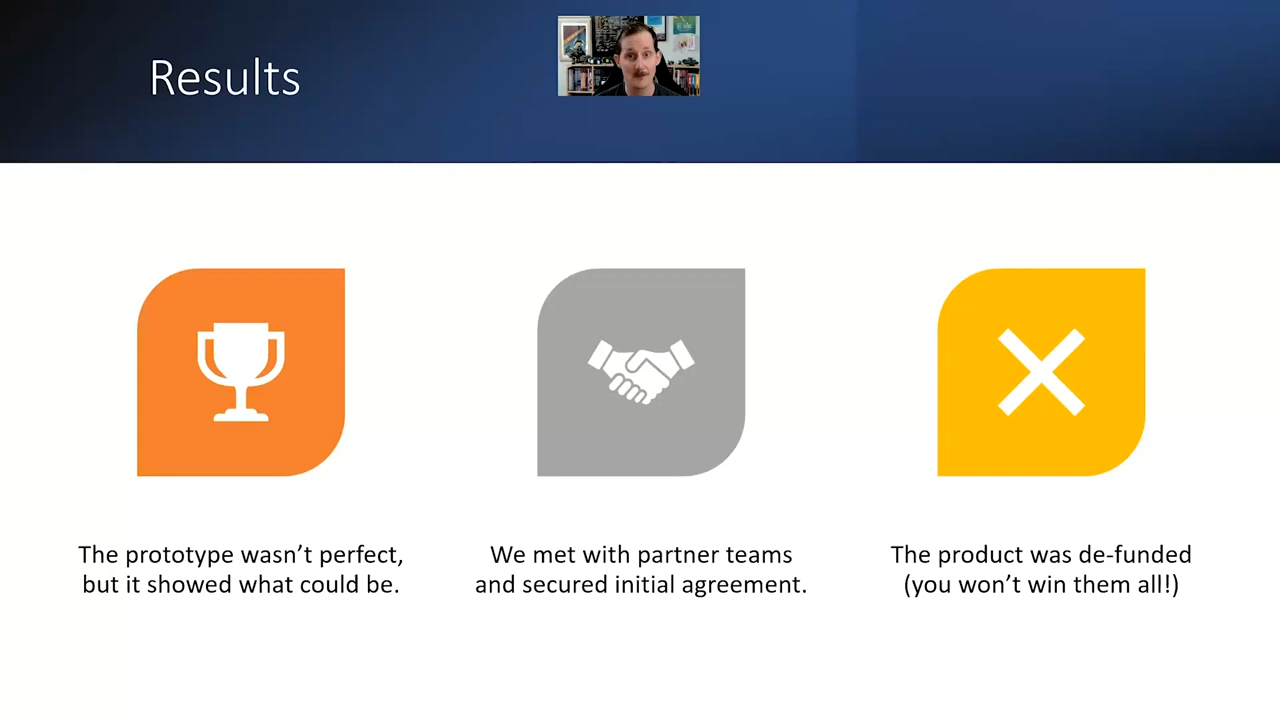 Results
The prototype wasn’t perfect,
but it showed what could be.
We met with partner teams
and secured initial agreement.
The product was de-funded
(you won’t win them all!)